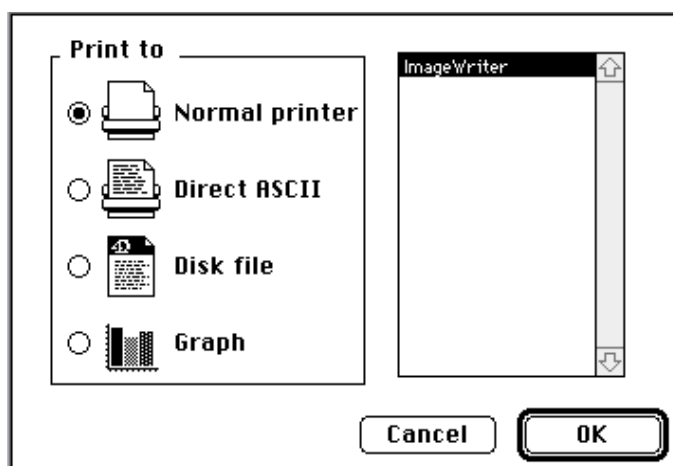 Print to
Normal printer
Direct ASCII
Disk file
Graph
ImageWriter
Cancel
OK